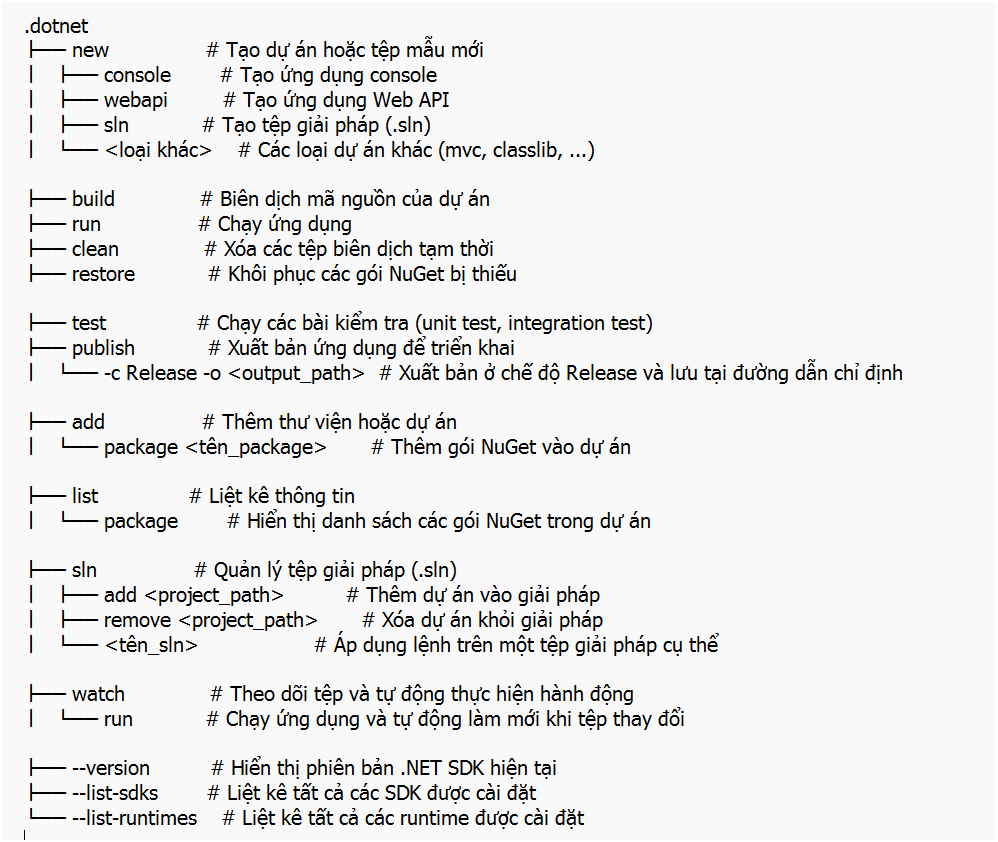 .dotnet
├── new # Tạo dự án hoặc tệp mẫu mới
│ ├── console # Tạo ứng dụng console
│ ├── webapi # Tạo ứng dụng Web API
│ ├── sln # Tạo tệp giải pháp (.sln)
│ └── <loại khác> # Các loại dự án khác (mvc, classlib, ...)
├── build # Biên dịch mã nguồn của dự án
├── run # Chạy ứng dụng
├── clean # Xóa các tệp biên dịch tạm thời
├── restore # Khôi phục các gói NuGet bị thiếu
├── test # Chạy các bài kiểm tra (unit test, integration test)
├── publish # Xuất bản ứng dụng để triển khai
│ └── -c Release -o <output_path> # Xuất bản ở chế độ Release và lưu tại đường dẫn chỉ định
├── add # Thêm thư viện hoặc dự án
│ └── package <tên_package> # Thêm gói NuGet vào dự án
├── list # Liệt kê thông tin
│ └── package # Hiển thị danh sách các gói NuGet trong dự án
├── sln # Quản lý tệp giải pháp (.sln)
│ ├── add <project_path> # Thêm dự án vào giải pháp
│ ├── remove <project_path> # Xóa dự án khỏi giải pháp
│ └── <tên_sln> # Áp dụng lệnh trên một tệp giải pháp cụ thể
├── watch # Theo dõi tệp và tự động thực hiện hành động
│ └── run # Chạy ứng dụng và tự động làm mới khi tệp thay đổi
├── --version # Hiển thị phiên bản .NET SDK hiện tại
├── --list-sdks # Liệt kê tất cả các SDK được cài đặt
└── --list-runtimes # Liệt kê tất cả các runtime được cài đặt